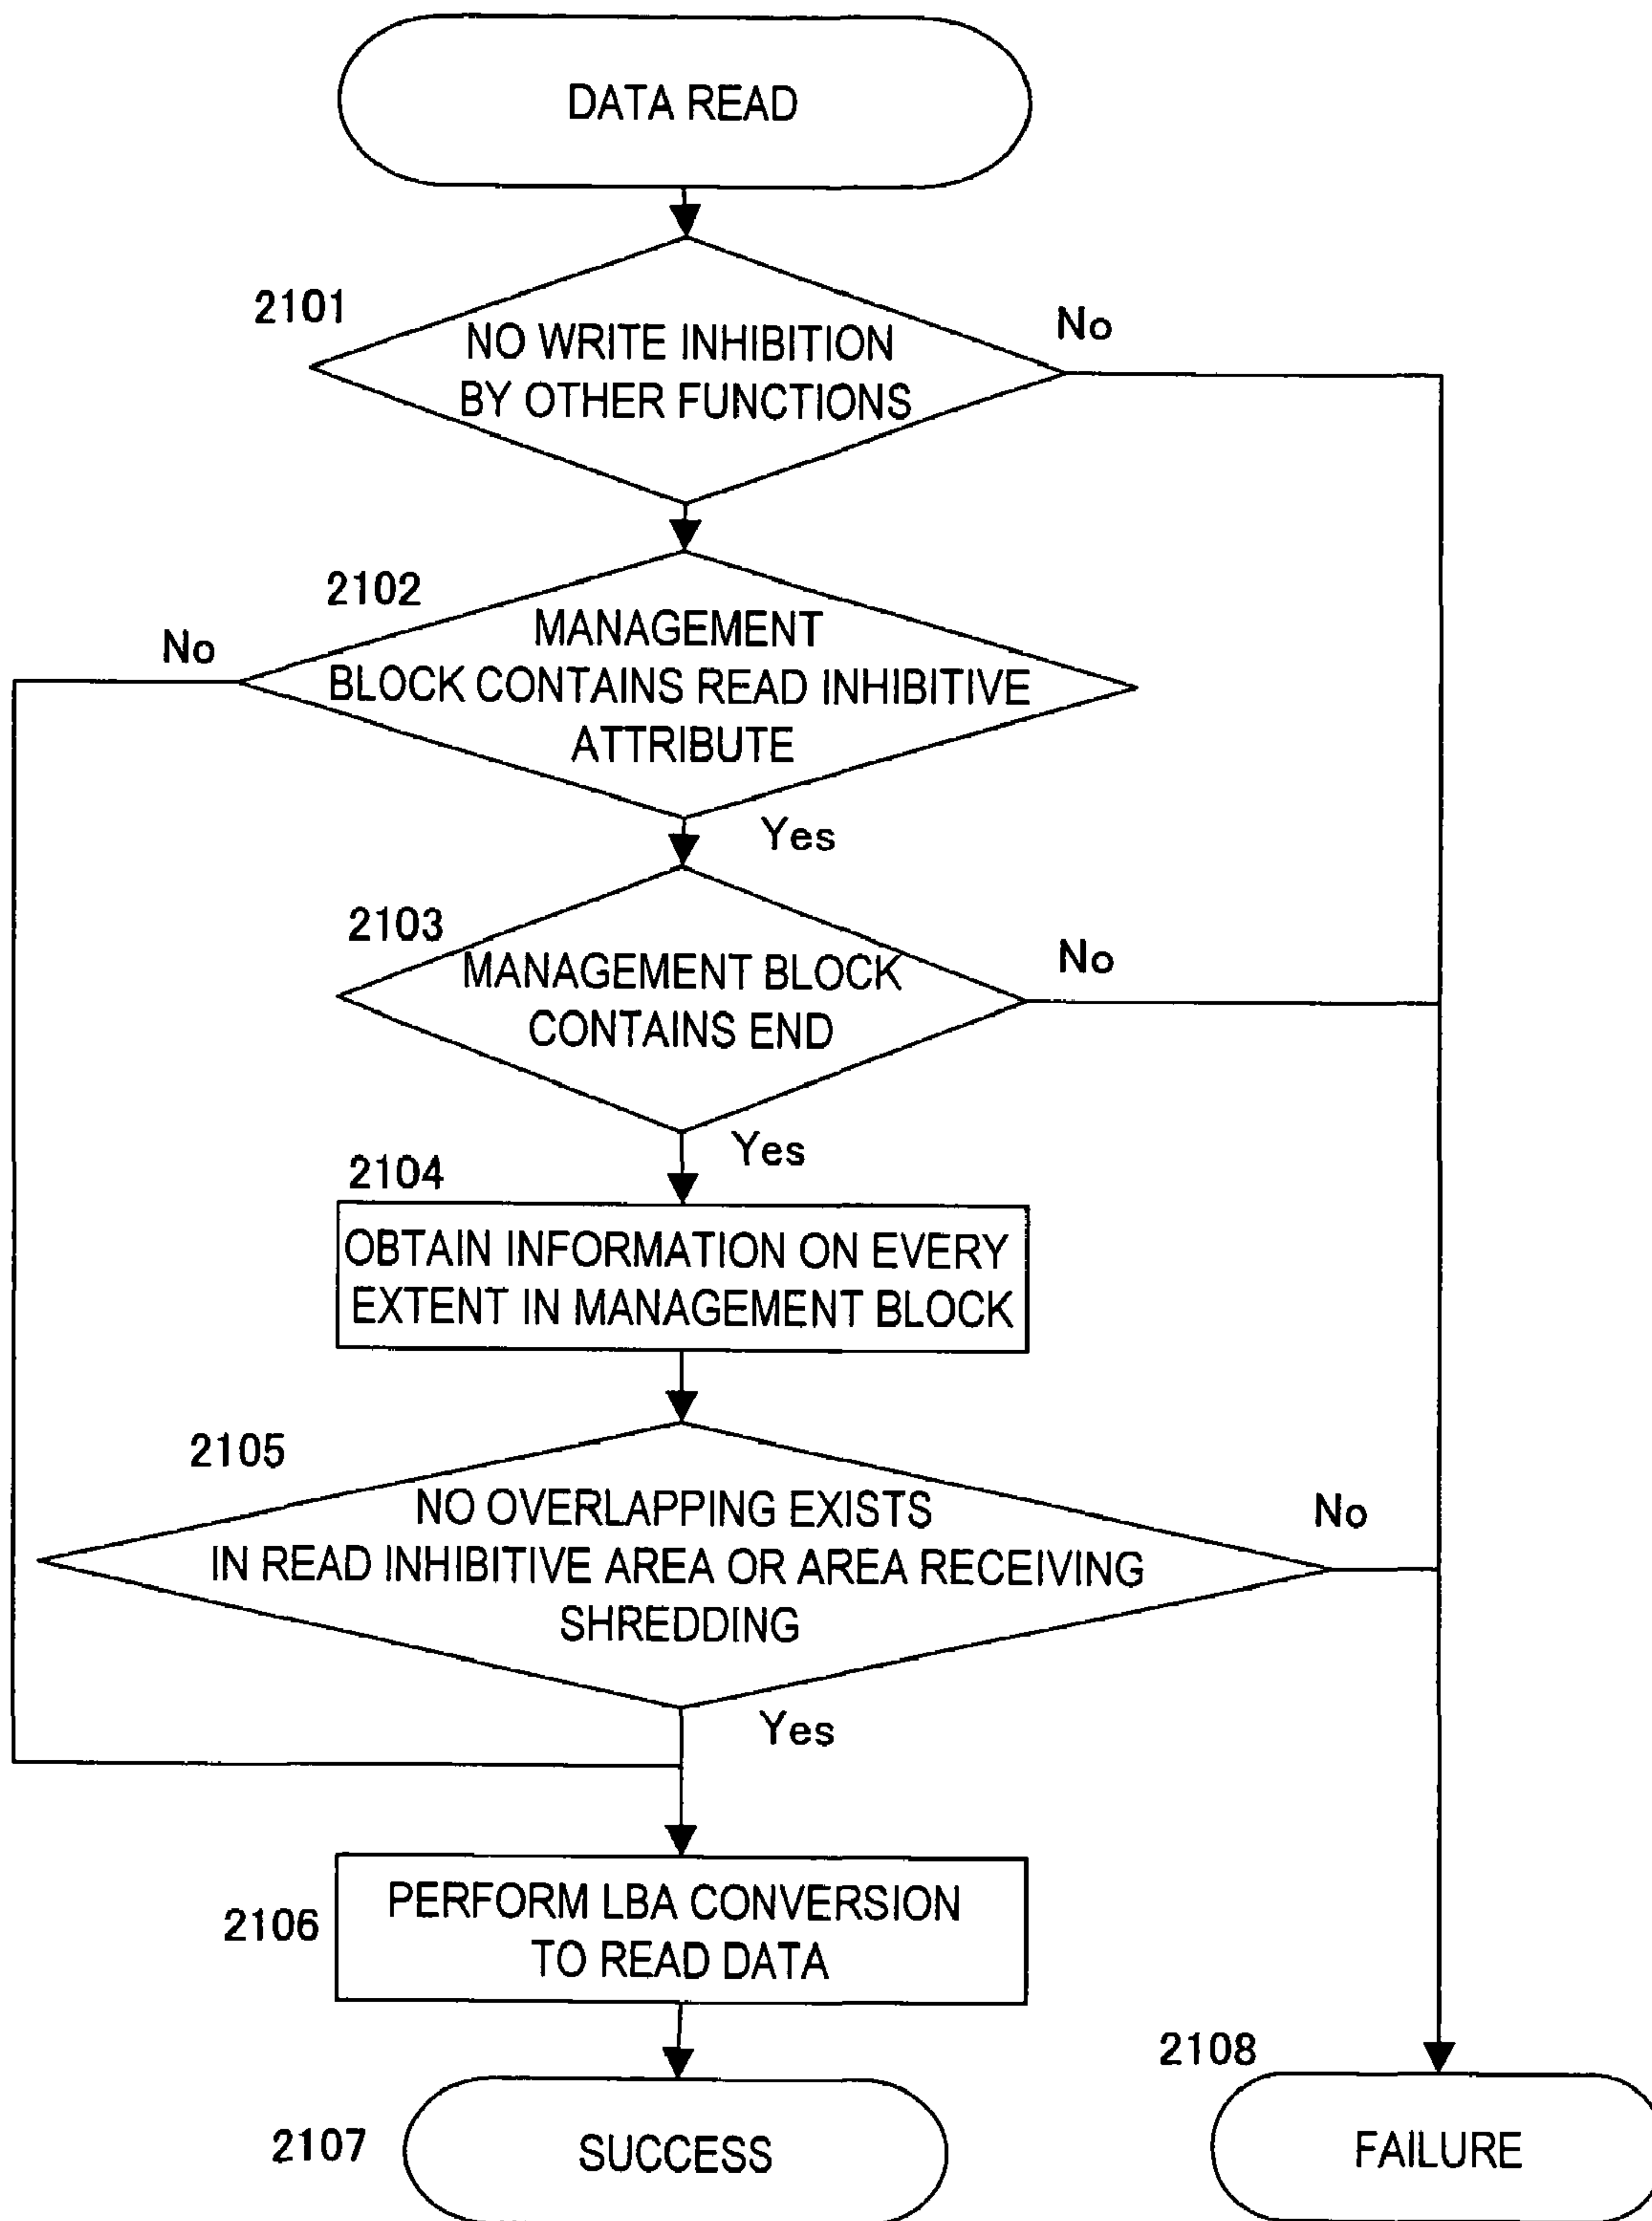 DATA READ
2101
NO WRITE INHIBITION
BY OTHER FUNCTIONS
No
2102
MANAGEMENT
BLOCK CONTAINS READ INHIBITIVE
ATTRIBUTE
No
Yes
2103
MANAGEMENT BLOCK
CONTAINS END
No
Yes
2104
OBTAIN INFORMATION ON EVERY
EXTENT IN MANAGEMENT BLOCK
2105
NO OVERLAPPING EXISTS
IN READ INHIBITIVE AREA OR AREA RECEIVING
SHREDDING
No
Yes
2106
PERFORM LBA CONVERSION
TO READ DATA
2107
SUCCESS
2108
FAILURE